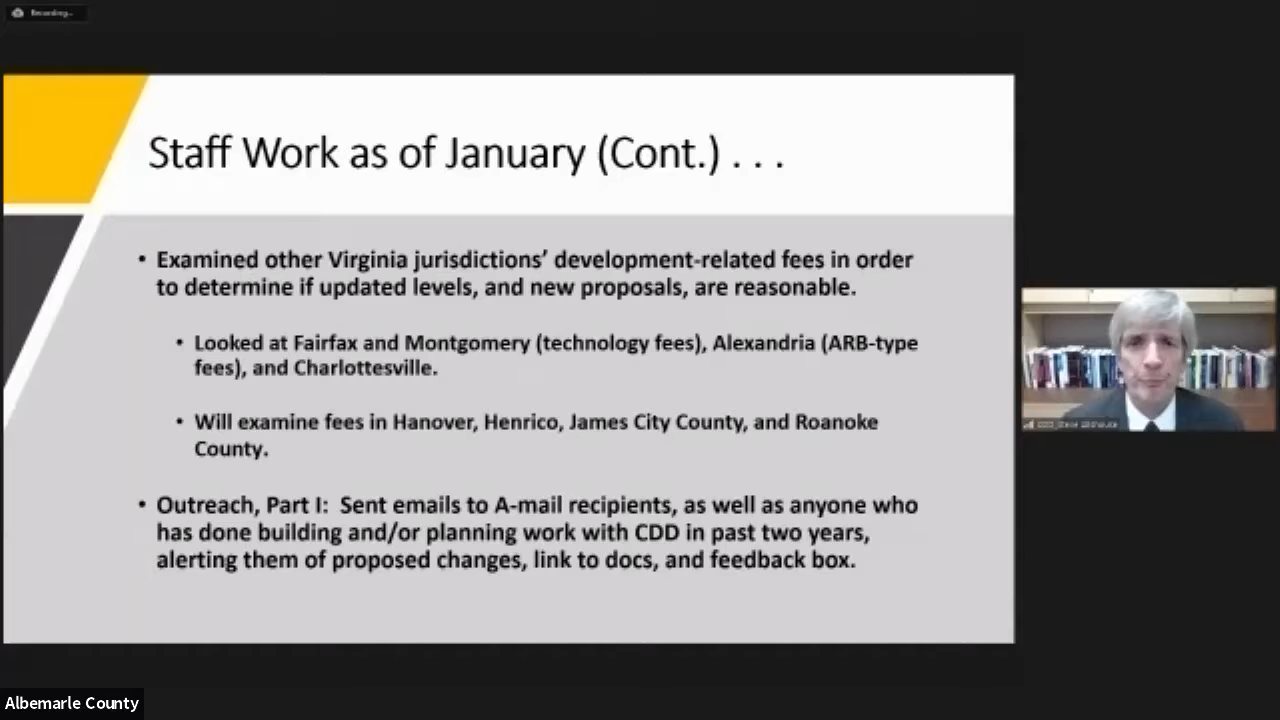 Recording...
Staff Work as of January (Cont.) . . .
• Examined other Virginia jurisdictions’ development-related fees in order
to determine if updated levels, and new proposals, are reasonable.
• Looked at Fairfax and Montgomery (technology fees), Alexandria (ARB-type
fees), and Charlottesville.
• Will examine fees in Hanover, Henrico, James City County, and Roanoke
County.
• Outreach, Part I: Sent emails to A-mail recipients, as well as anyone who
has done building and/or planning work with CDD in past two years,
alerting them of proposed changes, link to docs, and feedback box.
Albemarle County